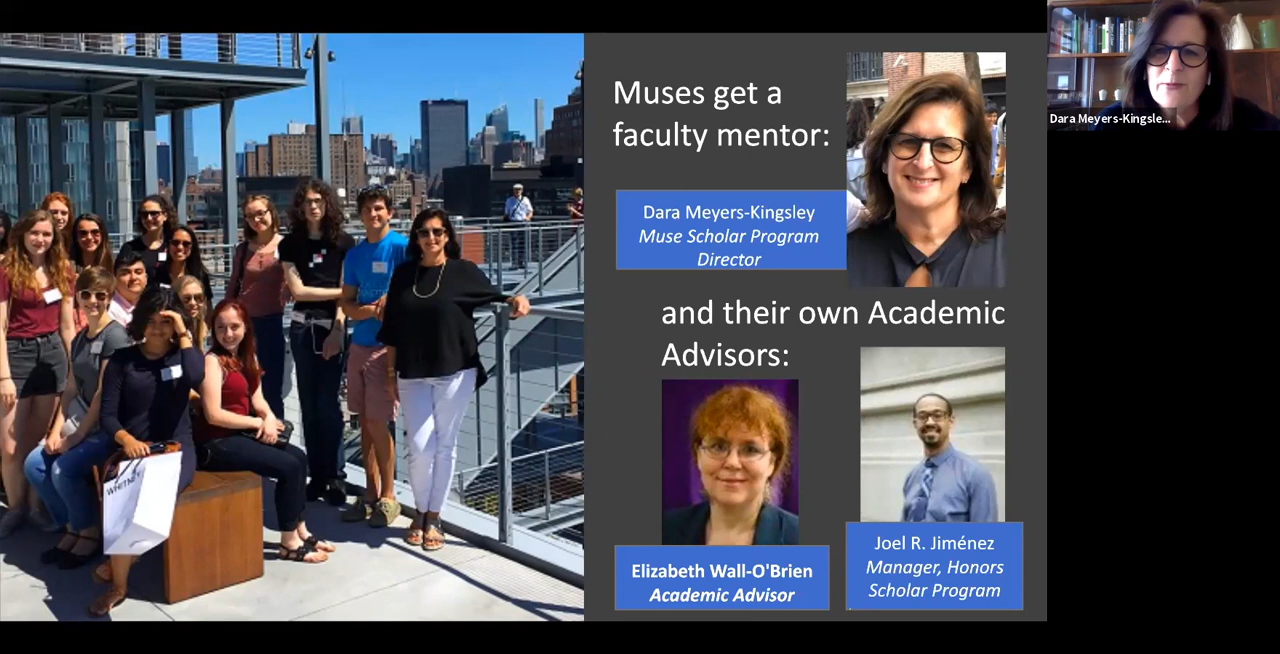 Muses get a
faculty mentor:
Dara Meyers-Kingsley
Muse Scholar Program
Director
and their own Academic
Advisors:
Elizabeth Wall-O'Brien
Academic Advisor
Joel R. Jiménez
Manager, Honors
Scholar Program
WHITNEY
Dara Meyers-Kingsle...